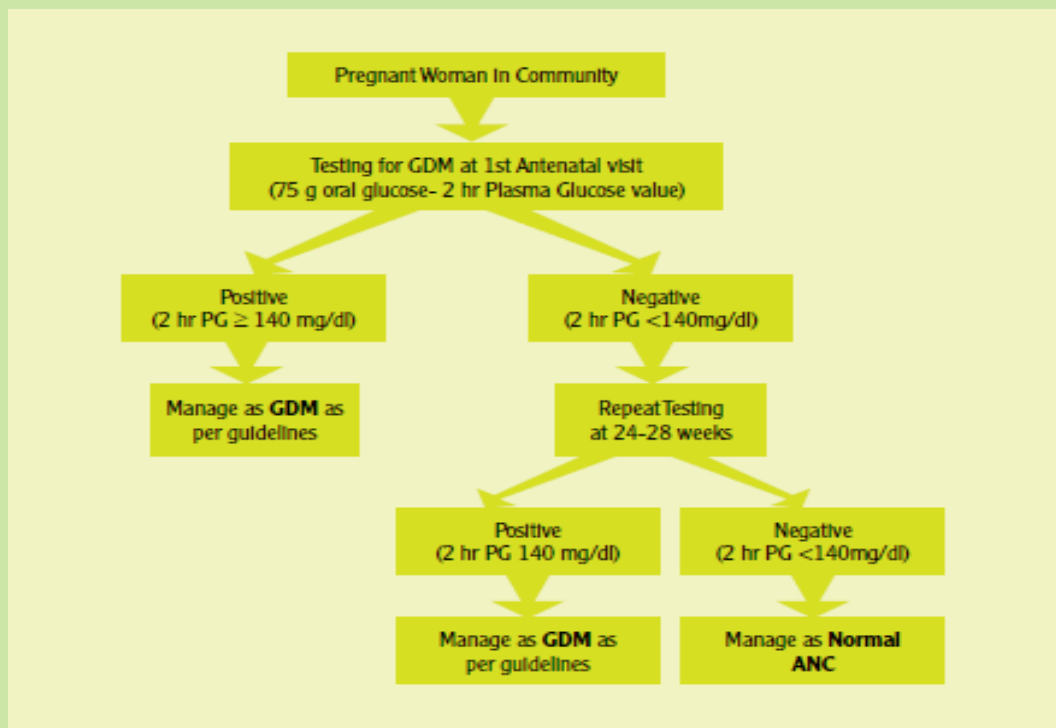 Pregnant Woman in Community
Testing for GDM at 1st Antenatal visit
(75 g oral glucose- 2 hr Plasma Glucose value)
Positive
(2 hr PG ≥ 140 mg/dl)
Negative
(2 hr PG <140mg/dl)
Manage as GDM as
per guidelines
Repeat Testing
at 24-28 weeks
Positive
(2 hr PG 140 mg/dl)
Negative
(2 hr PG <140mg/dl)
Manage as GDM as
per guidelines
Manage as Normal
ANC